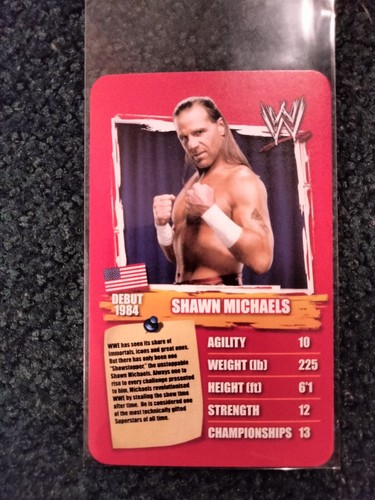 W
DEBUT
1984
SHAWN MICHAELS
WWE has seen its share of
immortals, icons and great ones.
But there has only been one
"Showstopper," the unstoppable
Shawn Michaels. Always one to
rise to every challenge presented
to him, Michaels revolutionised
WWE by stealing the show time
after time. He is considered one
of the most technically gifted
Superstars of all time.
AGILITY 10
WEIGHT (lb) 225
HEIGHT (ft) 6'1
STRENGTH 12
CHAMPIONSHIPS 13